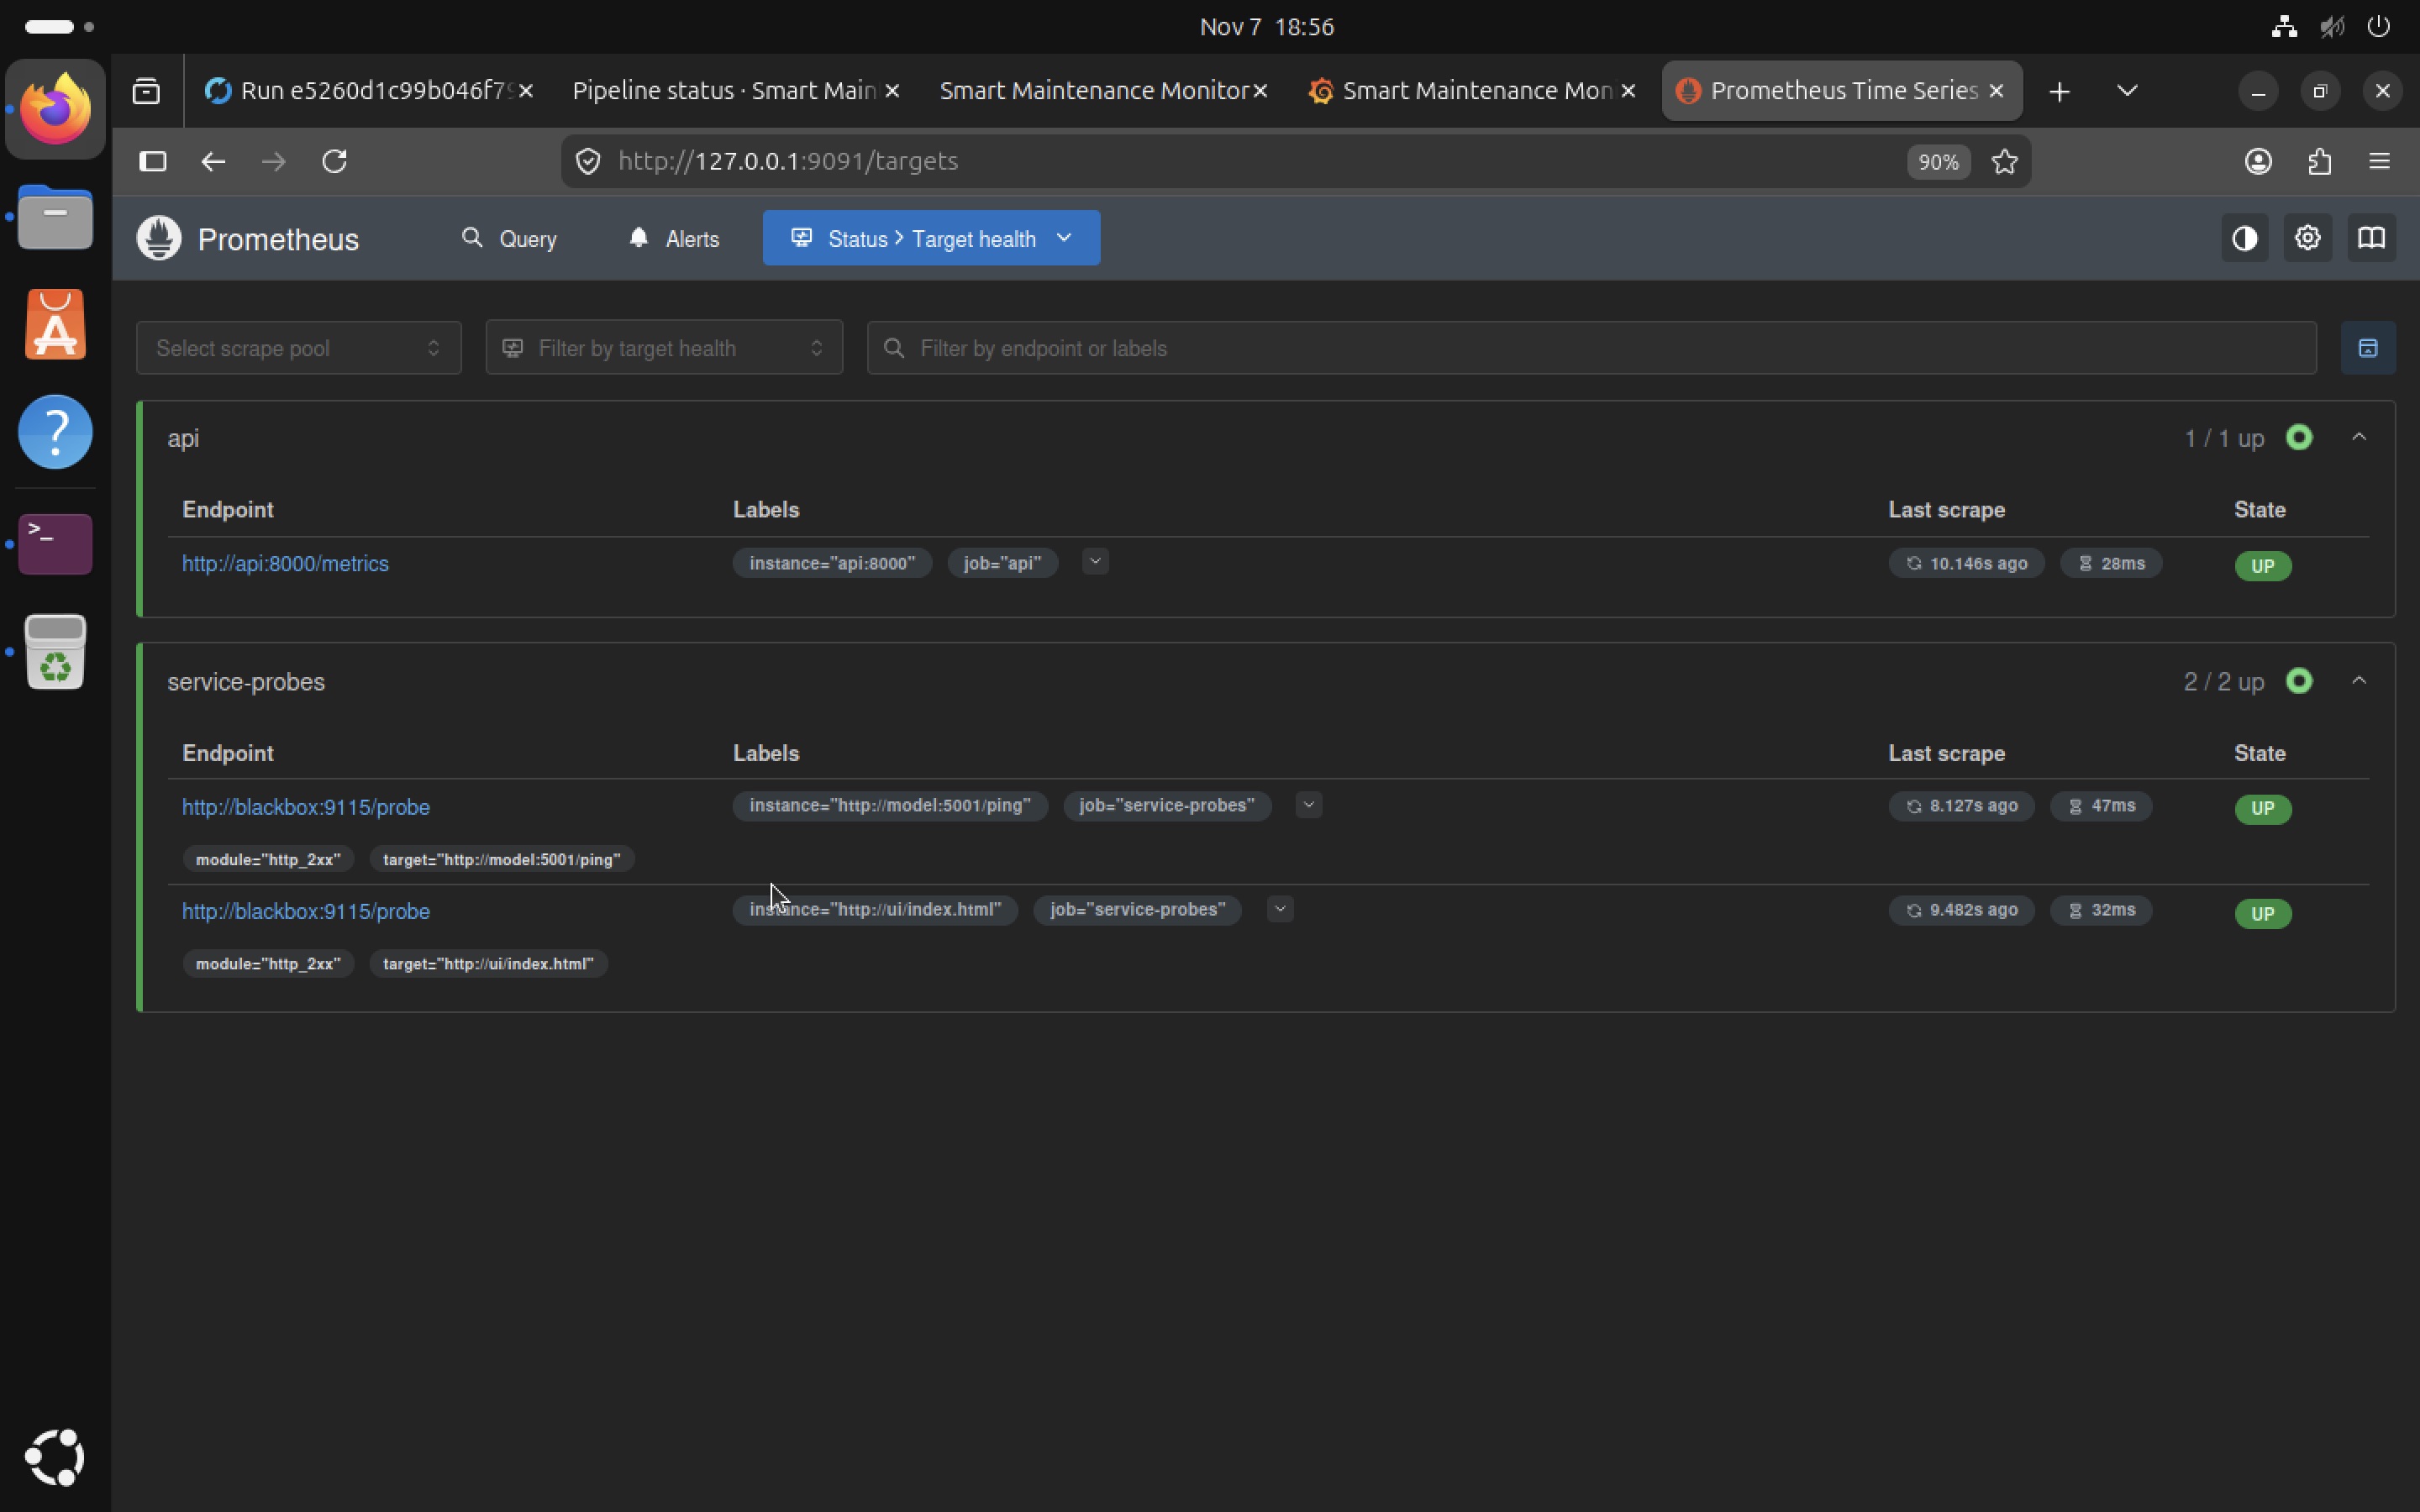 Nov 7 18:56
Run e5260d1c99b046f79
Pipeline status · Smart Main
Smart Maintenance Monitor
Smart Maintenance Mon
Prometheus Time Series
http://127.0.0.1:9091/targets
90%
Prometheus
Query
Alerts
Status > Target health
Select scrape pool
Filter by target health
Filter by endpoint or labels
api
1 / 1 up
Endpoint Labels Last scrape State
http://api:8000/metrics instance="api:8000" job="api" 10.146s ago 28ms UP
service-probes
2 / 2 up
Endpoint Labels Last scrape State
http://blackbox:9115/probe instance="http://model:5001/ping" job="service-probes" 8.127s ago 47ms UP
module="http_2xx" target="http://model:5001/ping"
http://blackbox:9115/probe instance="http://ui/index.html" job="service-probes" 9.482s ago 32ms UP
module="http_2xx" target="http://ui/index.html"